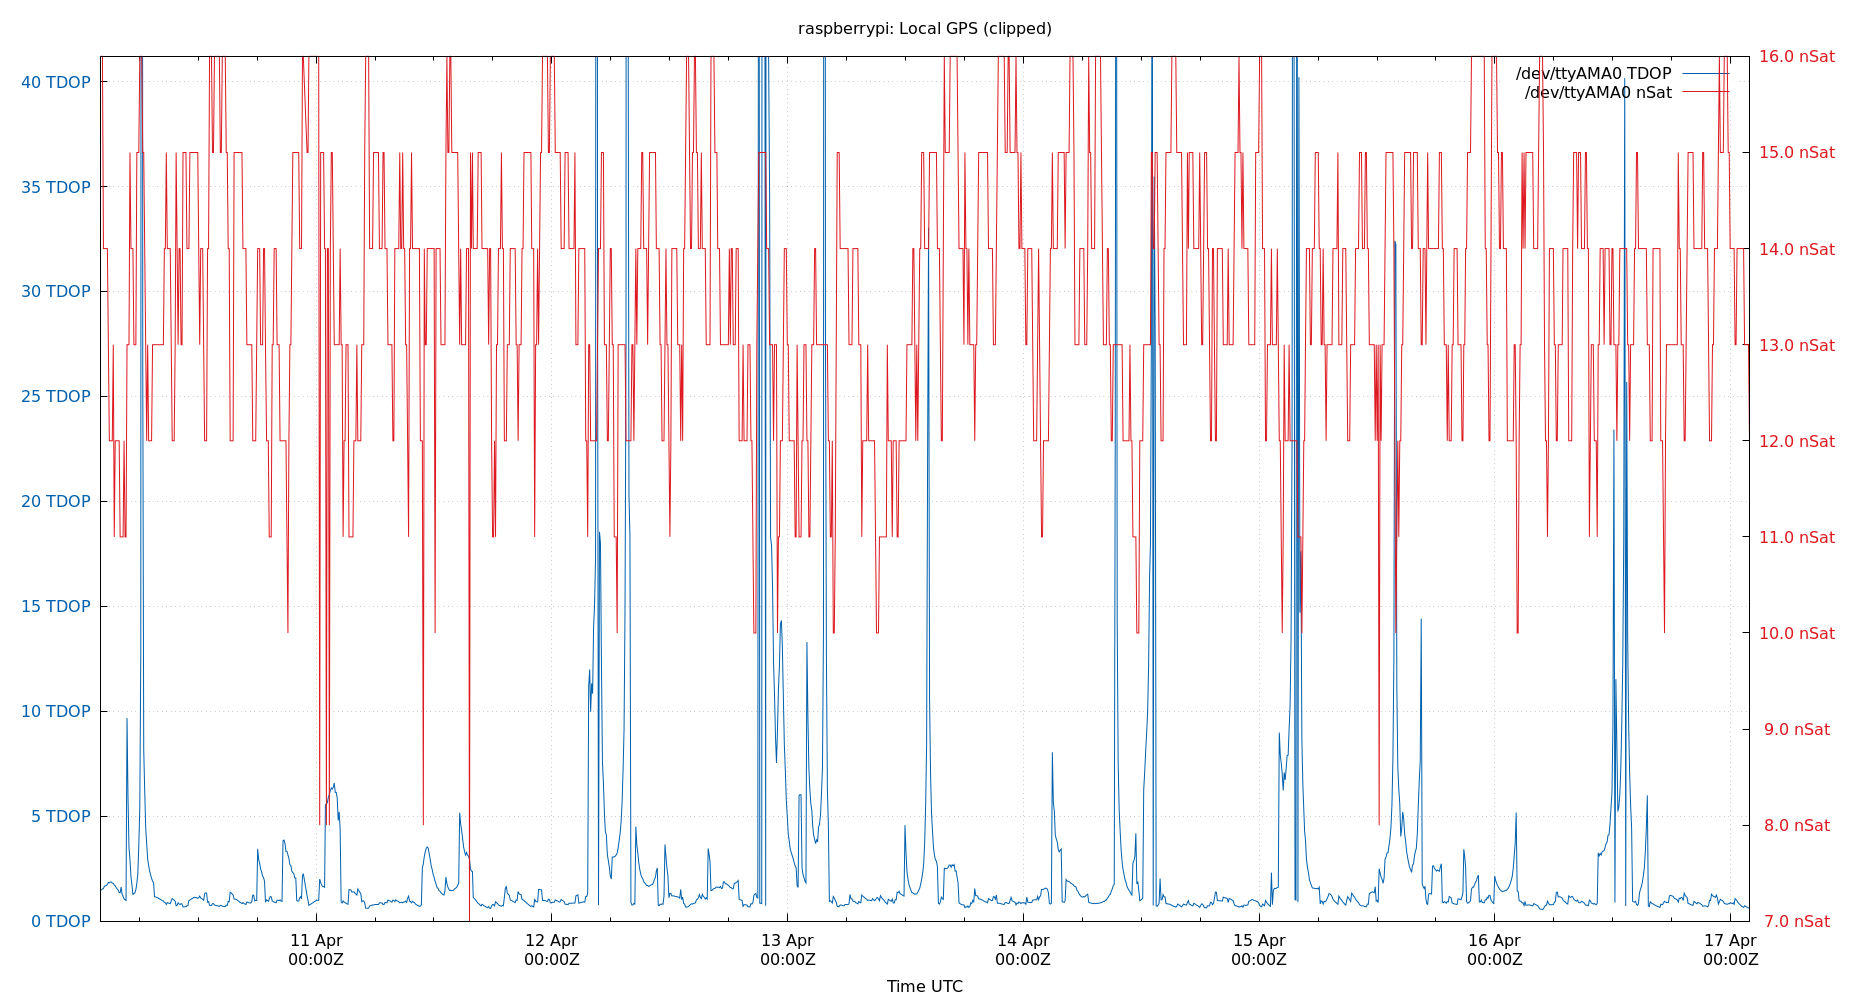 raspberrypi: Local GPS (clipped)
/dev/ttyAMA0 TDOP
/dev/ttyAMA0 nSat
40 TDOP
35 TDOP
30 TDOP
25 TDOP
20 TDOP
15 TDOP
10 TDOP
5 TDOP
0 TDOP
16.0 nSat
15.0 nSat
14.0 nSat
13.0 nSat
12.0 nSat
11.0 nSat
10.0 nSat
9.0 nSat
8.0 nSat
7.0 nSat
11 Apr
00:00Z
12 Apr
00:00Z
13 Apr
00:00Z
14 Apr
00:00Z
15 Apr
00:00Z
16 Apr
00:00Z
17 Apr
00:00Z
Time UTC